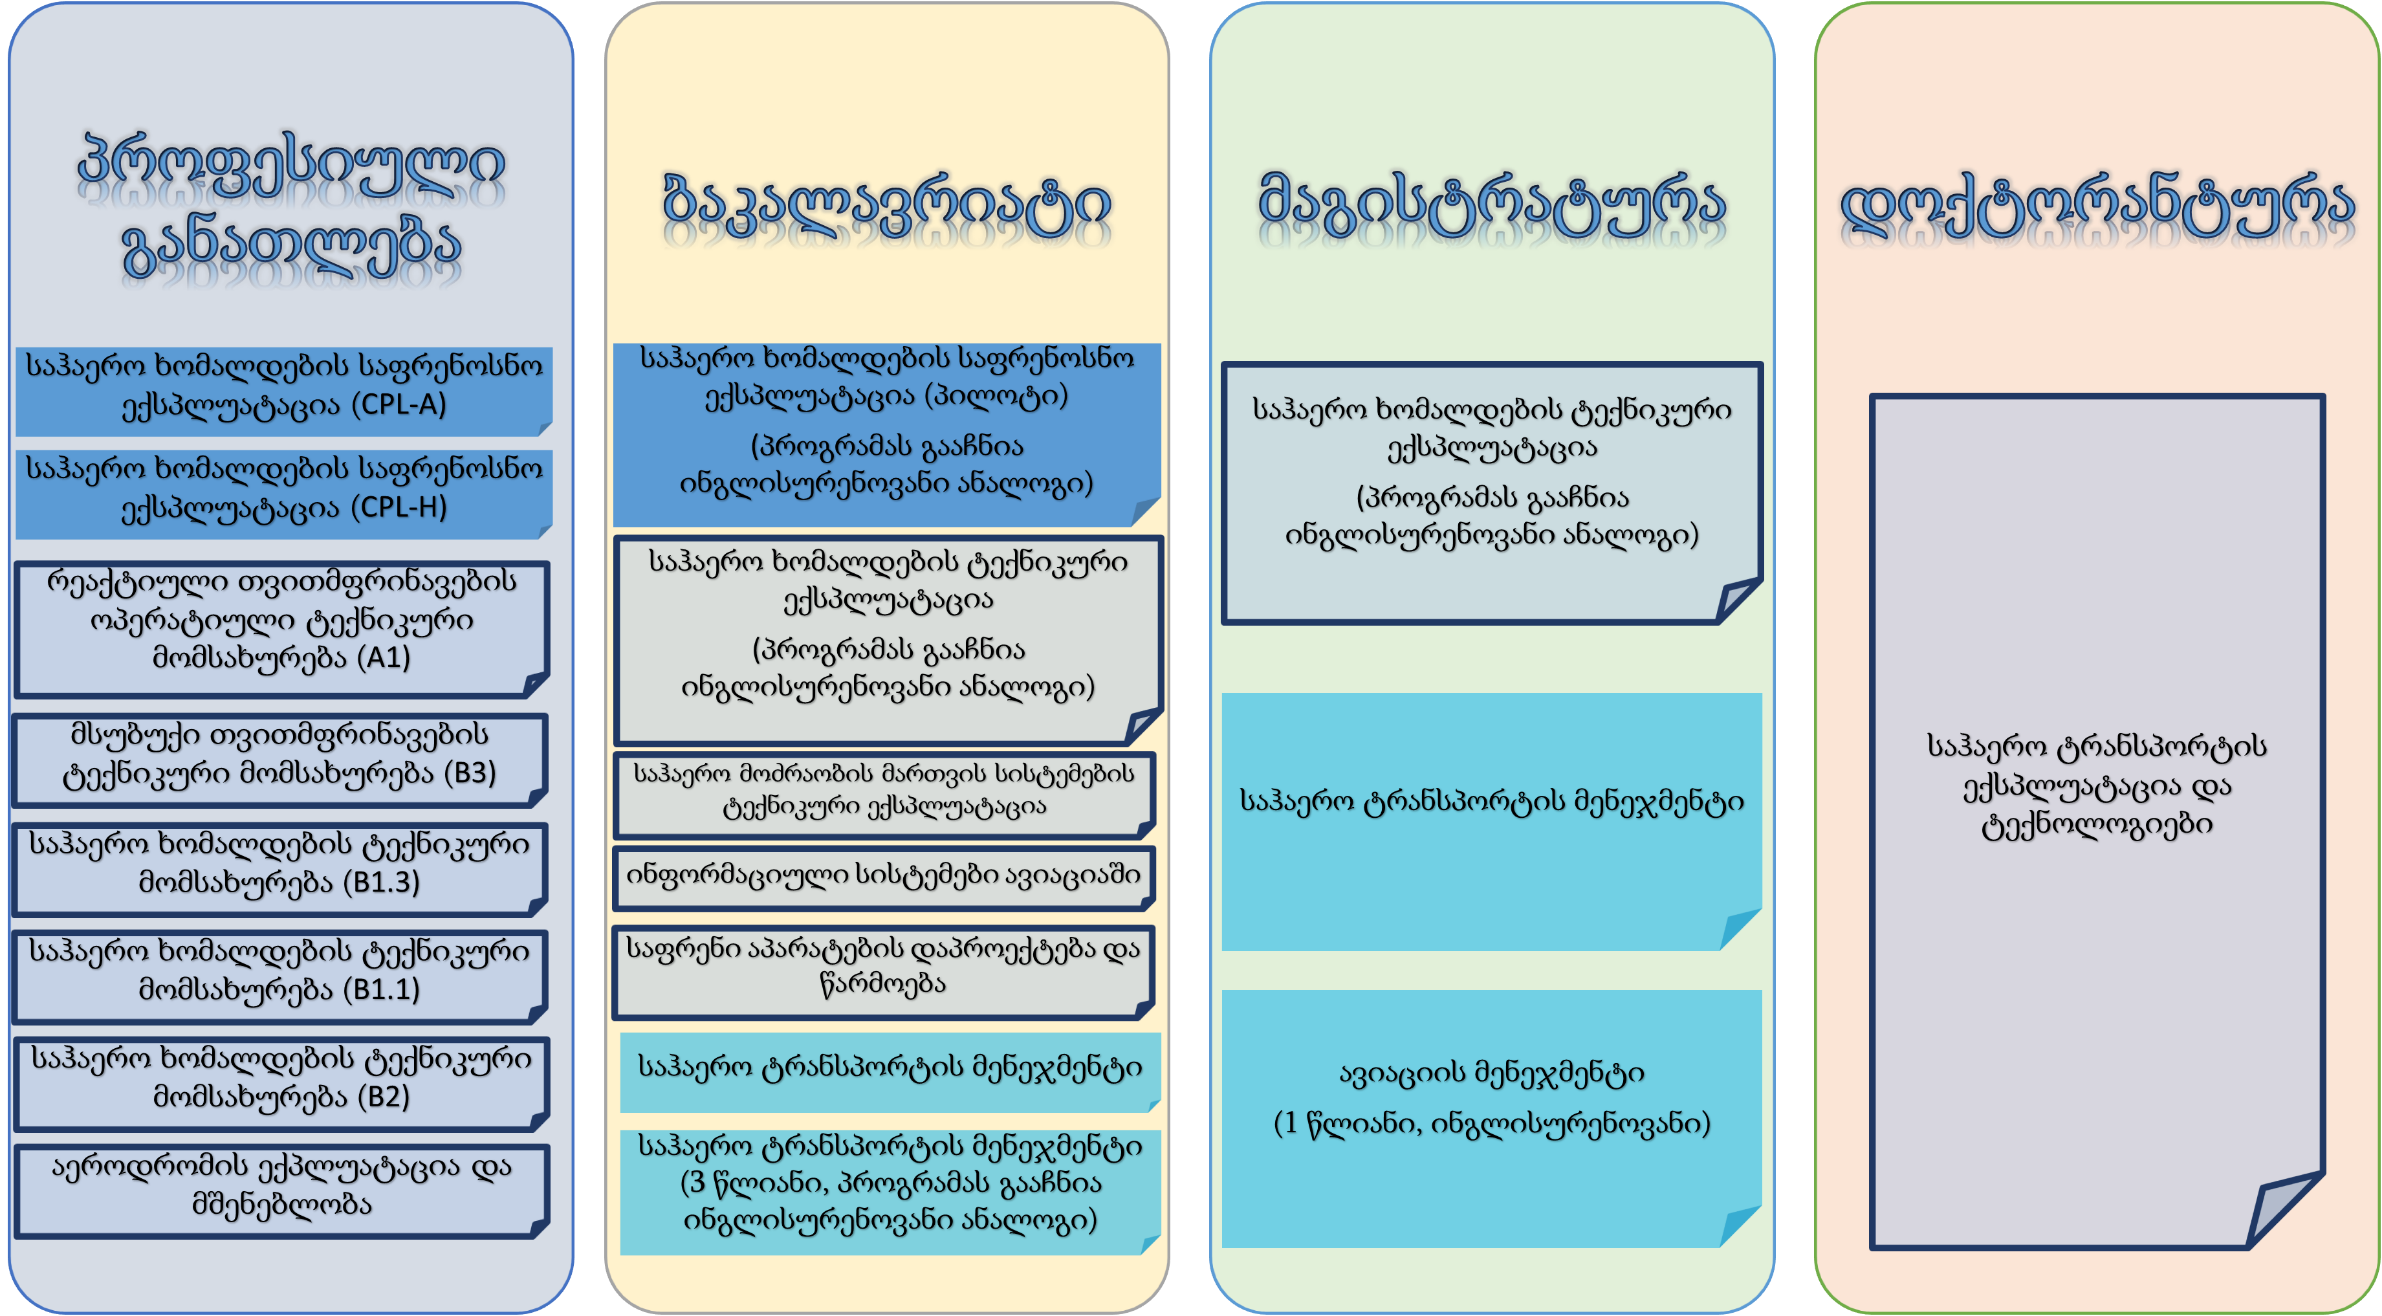 პროფესიული
განათლება
საჰაერო ხომალდების საფრენოსნო
ექსპლუატაცია (CPL-A)
საჰაერო ხომალდების საფრენოსნო
ექსპლუატაცია (CPL-H)
რეაქტიული თვითმფრინავების
ოპერატიული ტექნიკური
მომსახურება (A1)
მსუბუქი თვითმფრინავების
ტექნიკური მომსახურება (B3)
საჰაერო ხომალდების ტექნიკური
მომსახურება (B1.3)
საჰაერო ხომალდების ტექნიკური
მომსახურება (B1.1)
საჰაერო ხომალდების ტექნიკური
მომსახურება (B2)
აეროდრომის ექპლუატაცია და
მშენებლობა
ბაკალავრიატი
საჰაერო ხომალდების საფრენოსნო
ექსპლუატაცია (პილოტი)
(პროგრამას გააჩნია
ინგლისურენოვანი ანალოგი)
საჰაერო ხომალდების ტექნიკური
ექსპლუატაცია
(პროგრამას გააჩნია
ინგლისურენოვანი ანალოგი)
საჰაერო მოძრაობის მართვის სისტემების
ტექნიკური ექსპლუატაცია
ინფორმაციული სისტემები ავიაციაში
საფრენი აპარატების დაპროექტება და
წარმოება
საჰაერო ტრანსპორტის მენეჯმენტი
საჰაერო ტრანსპორტის მენეჯმენტი
(3 წლიანი, პროგრამას გააჩნია
ინგლისურენოვანი ანალოგი)
მაგისტრატურა
საჰაერო ხომალდების ტექნიკური
ექსპლუატაცია
(პროგრამას გააჩნია
ინგლისურენოვანი ანალოგი)
საჰაერო ტრანსპორტის მენეჯმენტი
ავიაციის მენეჯმენტი
(1 წლიანი, ინგლისურენოვანი)
დოქტორანტურა
საჰაერო ტრანსპორტის
ექსპლუატაცია და
ტექნოლოგიები